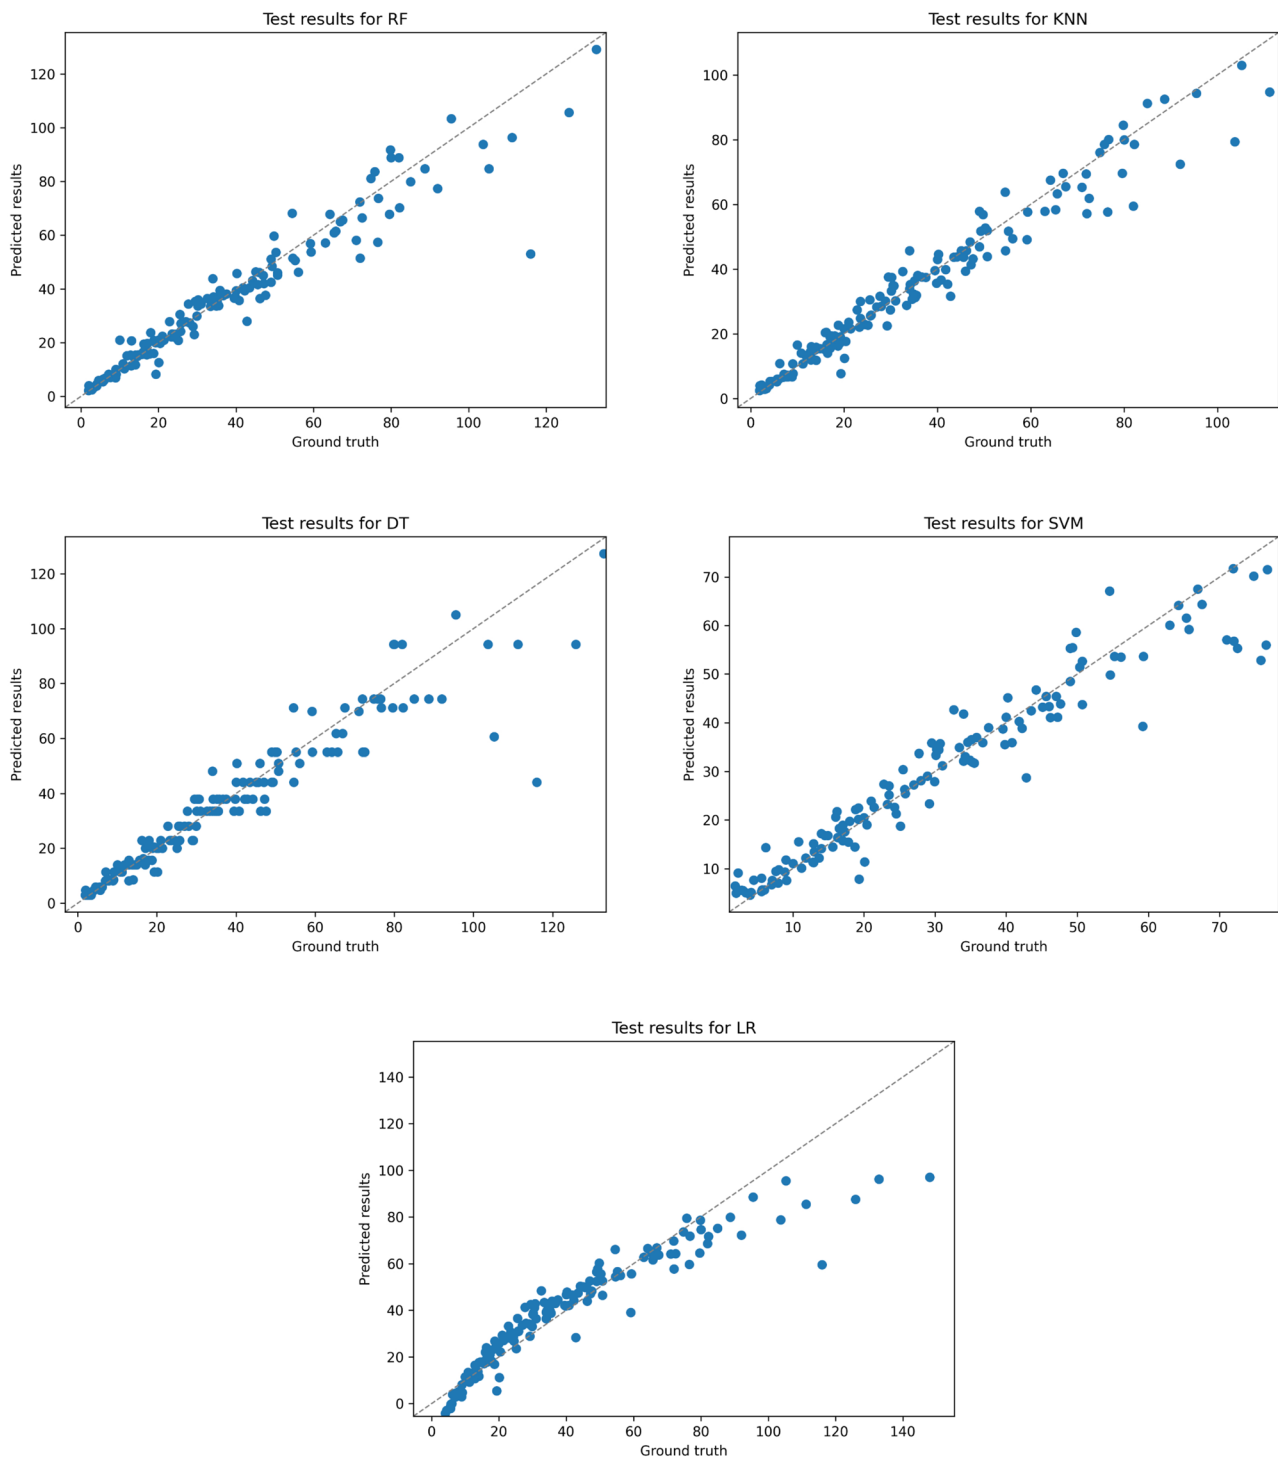 Test results for RF
Predicted results
120
100
80
60
40
20
0
0 20 40 60 80 100 120
Ground truth
Test results for KNN
Predicted results
100
80
60
40
20
0
0 20 40 60 80 100
Ground truth
Test results for DT
Predicted results
120
100
80
60
40
20
0
0 20 40 60 80 100 120
Ground truth
Test results for SVM
Predicted results
70
60
50
40
30
20
10
10 20 30 40 50 60 70
Ground truth
Test results for LR
Predicted results
140
120
100
80
60
40
20
0
0 20 40 60 80 100 120 140
Ground truth